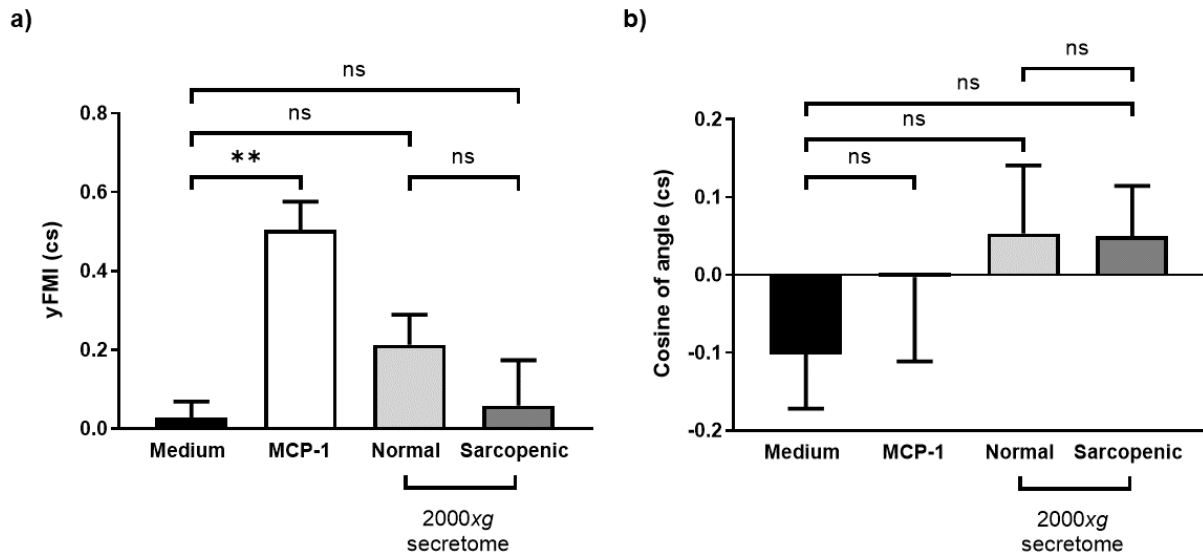 a)
ns
ns
**
ns
0.8
0.6
0.4
0.2
0.0
yFMI (cs)
Medium MCP-1 Normal Sarcopenic
2000xg
secretome
b)
ns
ns
ns
ns
0.2
0.1
0.0
-0.1
-0.2
Cosine of angle (cs)
Medium MCP-1 Normal Sarcopenic
2000xg
secretome